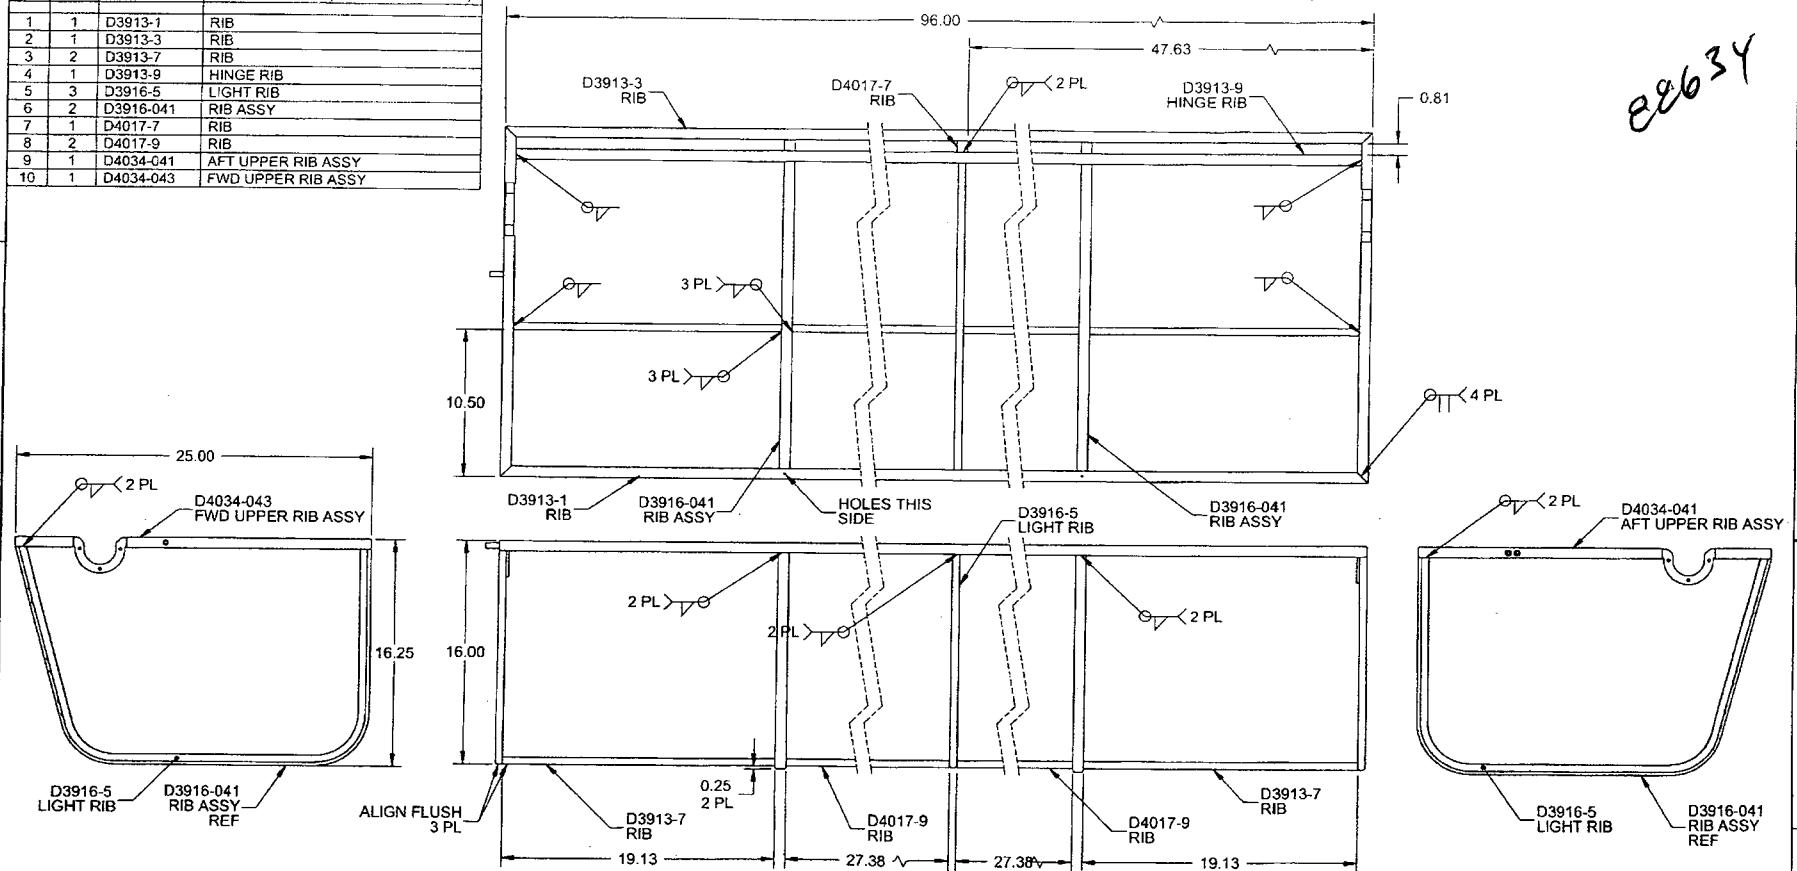 1 1 D3913-1 RIB
2 1 D3913-3 RIB
3 2 D3913-7 RIB
4 1 D3913-9 HINGE RIB
5 3 D3916-5 LIGHT RIB
6 2 D3916-041 RIB ASSY
7 1 D4017-7 RIB
8 2 D4017-9 RIB
9 1 D4034-041 AFT UPPER RIB ASSY
10 1 D4034-043 FWD UPPER RIB ASSY
96.00
47.63
D3913-3
RIB
D4017-7
RIB
2 PL
D3913-9
HINGE RIB
0.81
3 PL
3 PL
10.50
4 PL
D3913-1
RIB
D3916-041
RIB ASSY
HOLES THIS
SIDE
D3916-041
RIB ASSY
25.00
2 PL
D4034-043
FWD UPPER RIB ASSY
16.25
D3916-5
LIGHT RIB
D3916-041
RIB ASSY
REF
D3916-5
LIGHT RIB
16.00
2 PL
2 PL
2 PL
0.25
2 PL
ALIGN FLUSH
3 PL
D3913-7
RIB
D4017-9
RIB
D4017-9
RIB
D3913-7
RIB
19.13
27.38
27.38
19.13
2 PL
D4034-041
AFT UPPER RIB ASSY
D3916-5
LIGHT RIB
D3916-041
RIB ASSY
REF